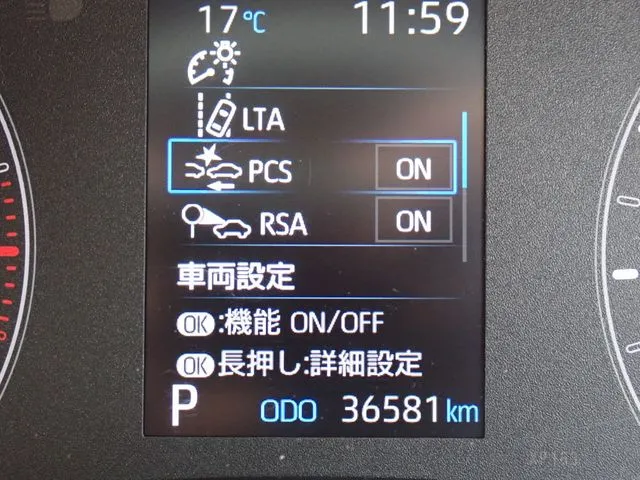 17℃ 11:59
LTA
PCS ON
RSA ON
車両設定
OK:機能 ON/OFF
OK長押し:詳細設定
P ODO 36581km